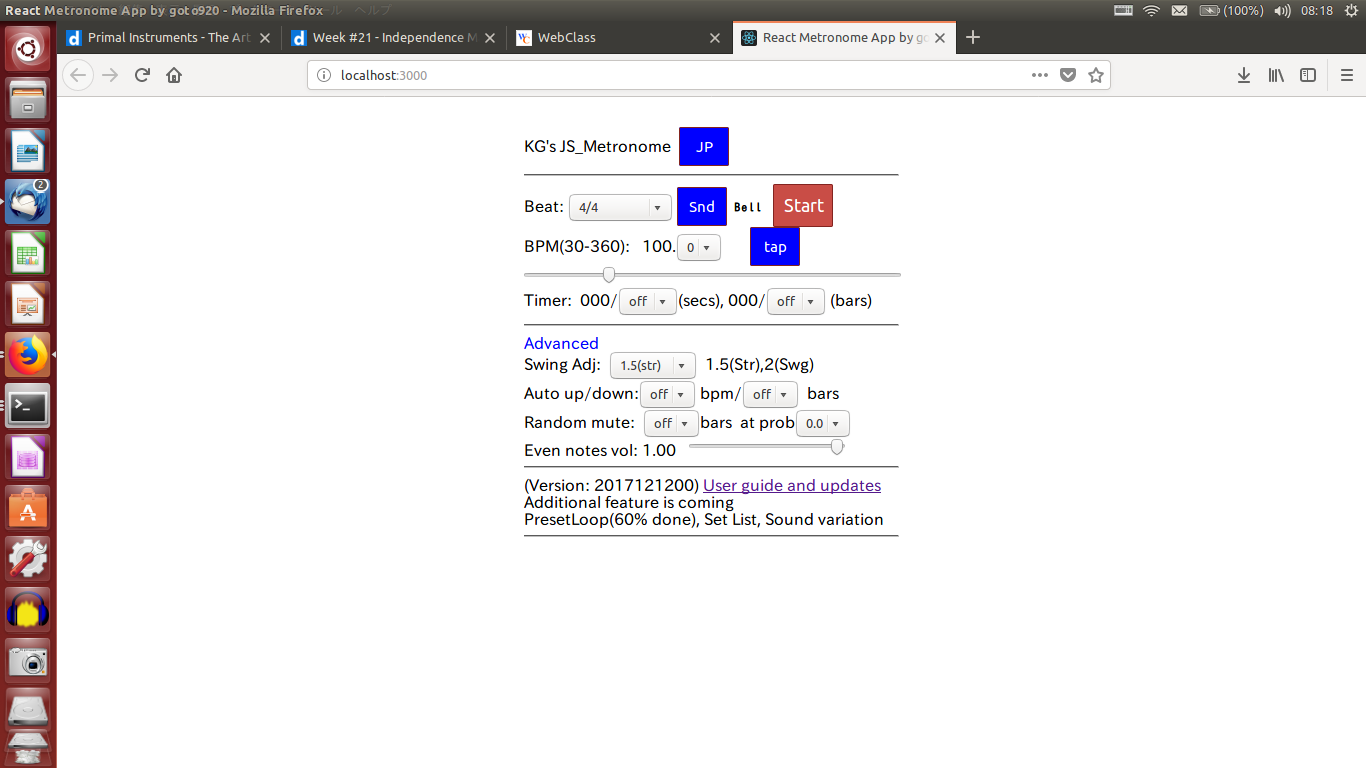 React Metronome App by goto920 - Mozilla Firefox
ヘルプ
(100%) 08:18
Primal Instruments - The Art
Week #21 - Independence M
WebClass
React Metronome App by go
localhost:3000
2
KG's JS_Metronome JP
Beat: 4/4 Snd Bell Start
BPM(30-360): 100. 0 tap
Timer: 000/ off (secs), 000/ off (bars)
Advanced
Swing Adj: 1.5(str) 1.5(Str),2(Swg)
Auto up/down: off bpm/ off bars
Random mute: off bars at prob 0.0
Even notes vol: 1.00
(Version: 2017121200) User guide and updates
Additional feature is coming
PresetLoop(60% done), Set List, Sound variation